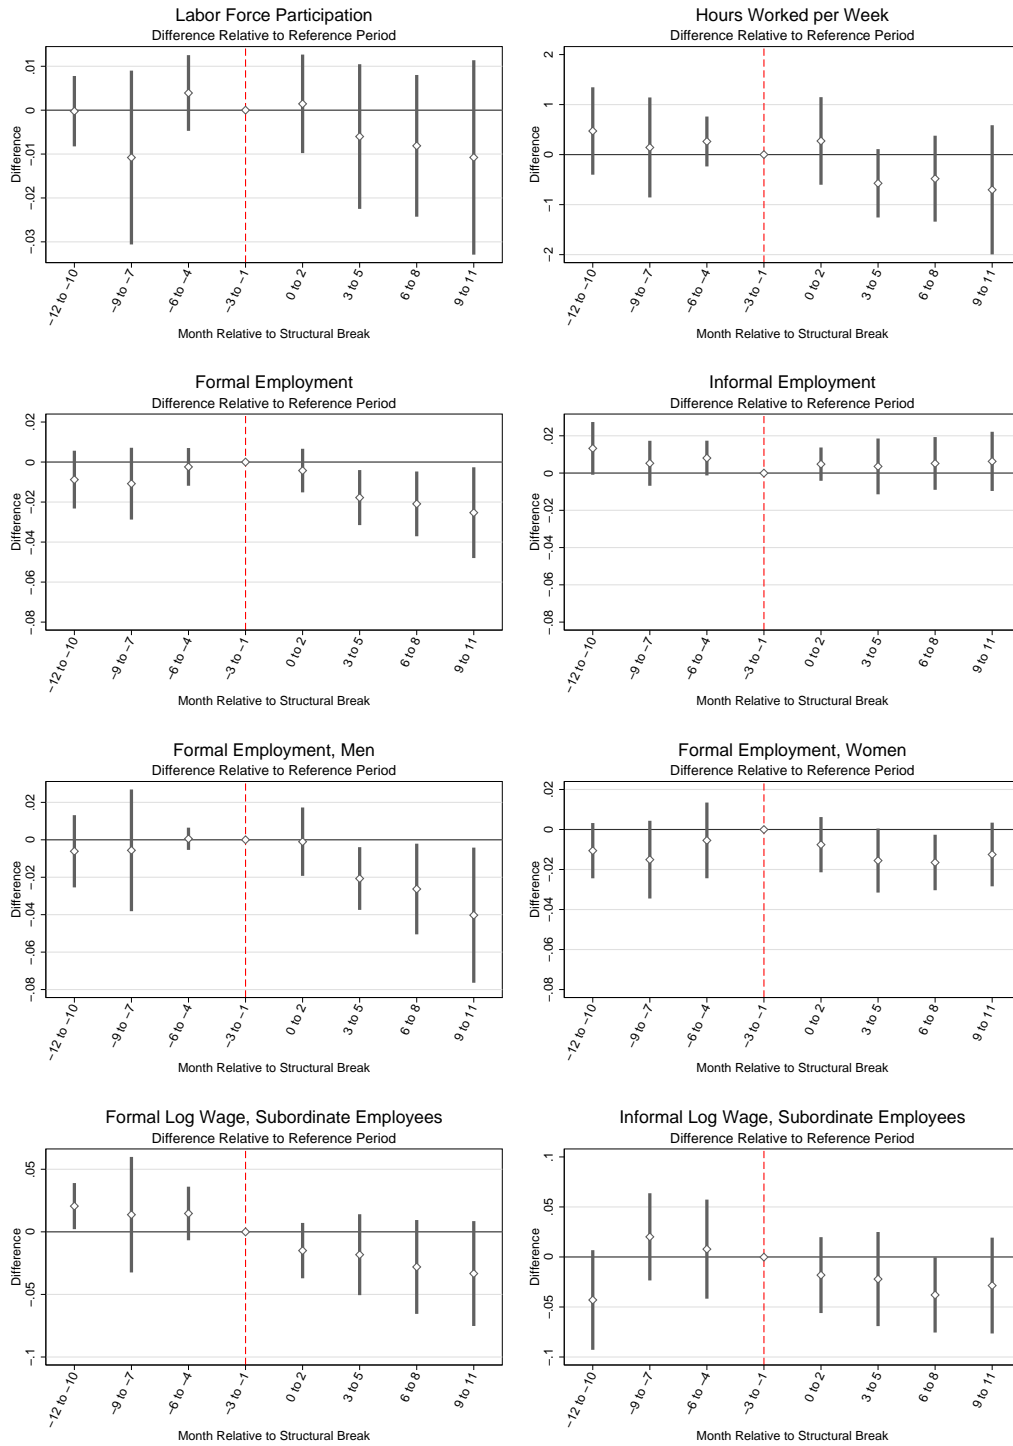 Labor Force Participation
Difference Relative to Reference Period
Difference
.01
0
-.01
-.02
-.03
-12 to -10
-9 to -7
-6 to -4
-3 to -1
0 to 2
3 to 5
6 to 8
9 to 11
Month Relative to Structural Break
Hours Worked per Week
Difference Relative to Reference Period
Difference
2
1
0
-1
-2
-12 to -10
-9 to -7
-6 to -4
-3 to -1
0 to 2
3 to 5
6 to 8
9 to 11
Month Relative to Structural Break
Formal Employment
Difference Relative to Reference Period
Difference
.02
0
-.02
-.04
-.06
-.08
-12 to -10
-9 to -7
-6 to -4
-3 to -1
0 to 2
3 to 5
6 to 8
9 to 11
Month Relative to Structural Break
Informal Employment
Difference Relative to Reference Period
Difference
.02
0
-.02
-.04
-.06
-.08
-12 to -10
-9 to -7
-6 to -4
-3 to -1
0 to 2
3 to 5
6 to 8
9 to 11
Month Relative to Structural Break
Formal Employment, Men
Difference Relative to Reference Period
Difference
.02
0
-.02
-.04
-.06
-.08
-12 to -10
-9 to -7
-6 to -4
-3 to -1
0 to 2
3 to 5
6 to 8
9 to 11
Month Relative to Structural Break
Formal Employment, Women
Difference Relative to Reference Period
Difference
.02
0
-.02
-.04
-.06
-.08
-12 to -10
-9 to -7
-6 to -4
-3 to -1
0 to 2
3 to 5
6 to 8
9 to 11
Month Relative to Structural Break
Formal Log Wage, Subordinate Employees
Difference Relative to Reference Period
Difference
.05
0
-.05
-.1
-12 to -10
-9 to -7
-6 to -4
-3 to -1
0 to 2
3 to 5
6 to 8
9 to 11
Month Relative to Structural Break
Informal Log Wage, Subordinate Employees
Difference Relative to Reference Period
Difference
.1
.05
0
-.05
-.1
-12 to -10
-9 to -7
-6 to -4
-3 to -1
0 to 2
3 to 5
6 to 8
9 to 11
Month Relative to Structural Break